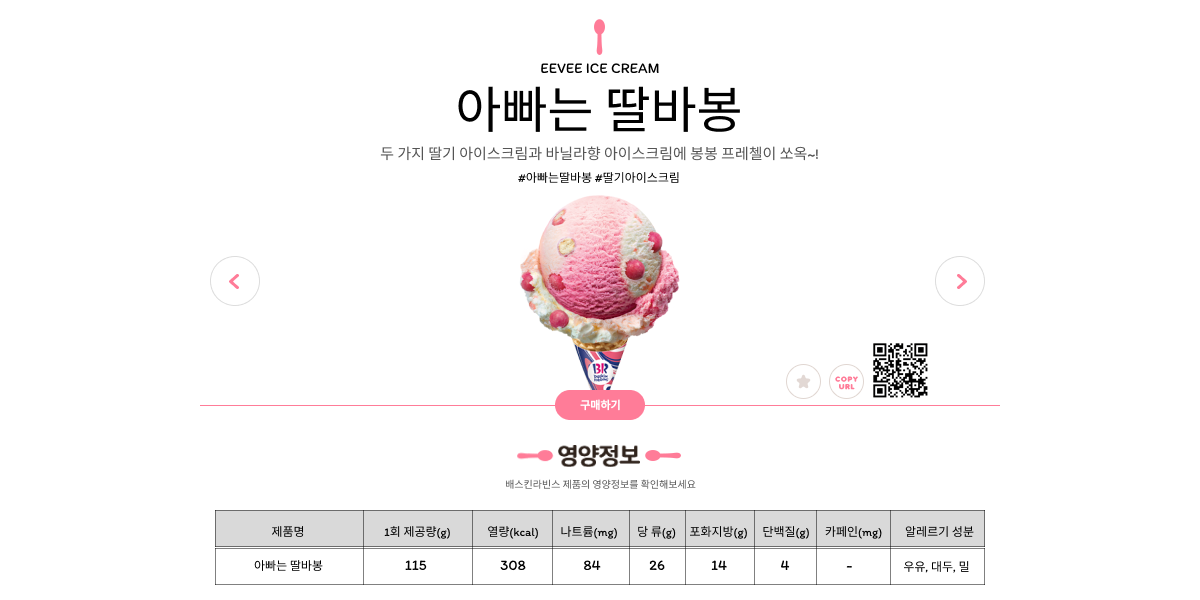 EEVEE ICE CREAM
아빠는 딸바봉
두 가지 딸기 아이스크림과 바닐라향 아이스크림에 봉봉 프레첼이 쏘옥~!
#아빠는딸바봉 #딸기아이스크림
BR
COPY
URL
구매하기
영양정보
배스킨라빈스 제품의 영양정보를 확인해보세요
제품명 1회 제공량(g) 열량(kcal) 나트륨(mg) 당 류(g) 포화지방(g) 단백질(g) 카페인(mg) 알레르기 성분
아빠는 딸바봉 115 308 84 26 14 4 - 우유, 대두, 밀